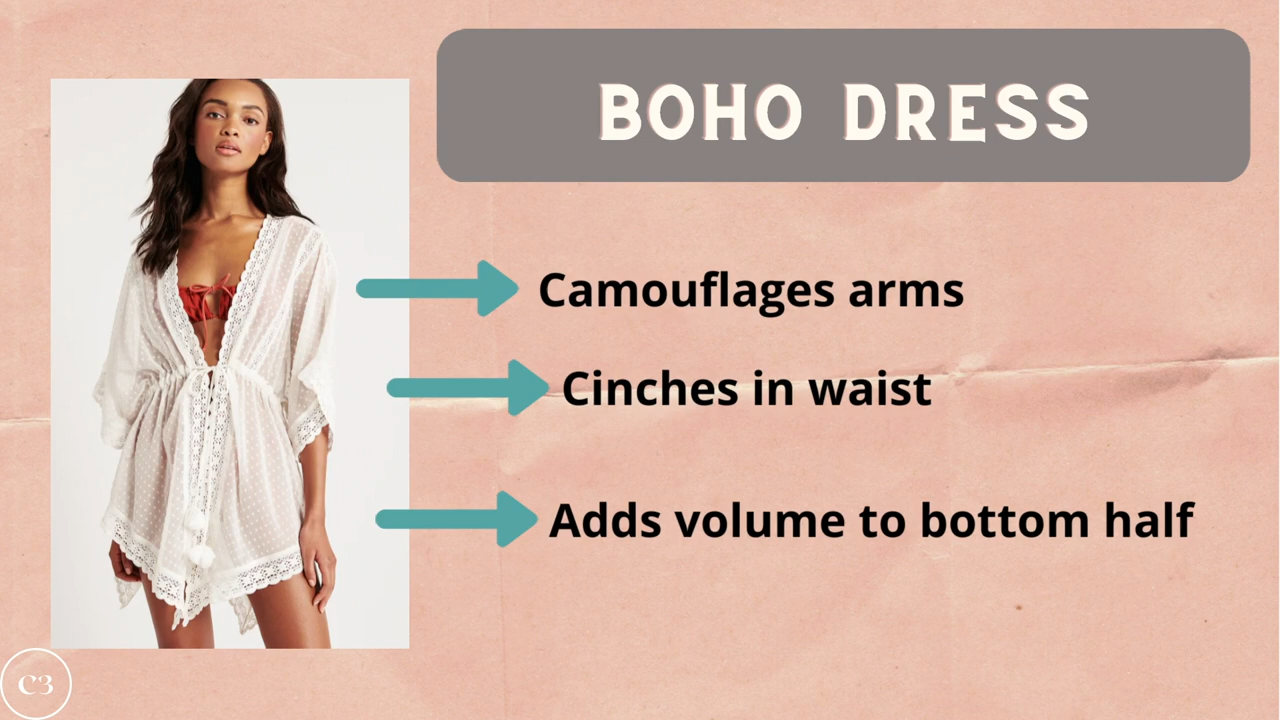 BOHO DRESS
Camouflages arms
Cinches in waist
Adds volume to bottom half
C3